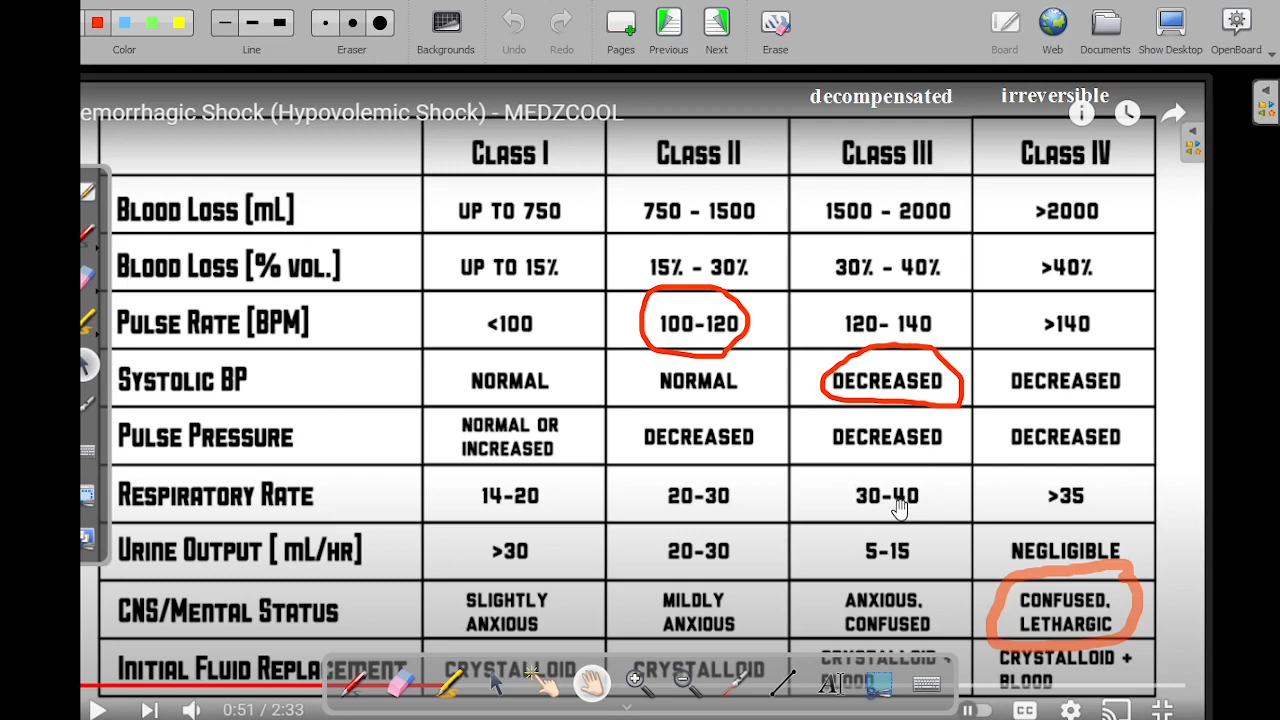 Color
Line
Eraser
Backgrounds
Undo
Redo
Pages
Previous
Next
Erase
Board
Web
Documents
Show Desktop
OpenBoard
decompensated irreversible
emorrhagic Shock (Hypovolemic Shock) - MEDZCOOL
CLASS I CLASS II CLASS III CLASS IV
BLOOD LOSS [ML] UP TO 750 750 - 1500 1500 - 2000 >2000
BLOOD LOSS [% VOL.] UP TO 15% 15% - 30% 30% - 40% >40%
PULSE RATE [BPM] <100 100-120 120- 140 >140
SYSTOLIC BP NORMAL NORMAL DECREASED DECREASED
PULSE PRESSURE NORMAL OR INCREASED DECREASED DECREASED DECREASED
RESPIRATORY RATE 14-20 20-30 30-40 >35
URINE OUTPUT [ ML/HR] >30 20-30 5-15 NEGLIGIBLE
CNS/MENTAL STATUS SLIGHTLY ANXIOUS MILDLY ANXIOUS ANXIOUS, CONFUSED CONFUSED, LETHARGIC
INITIAL FLUID REPLACEMENT CRYSTALLOID CRYSTALLOID CRYSTALLOID + BLOOD CRYSTALLOID + BLOOD
0:51 / 2:33
CC